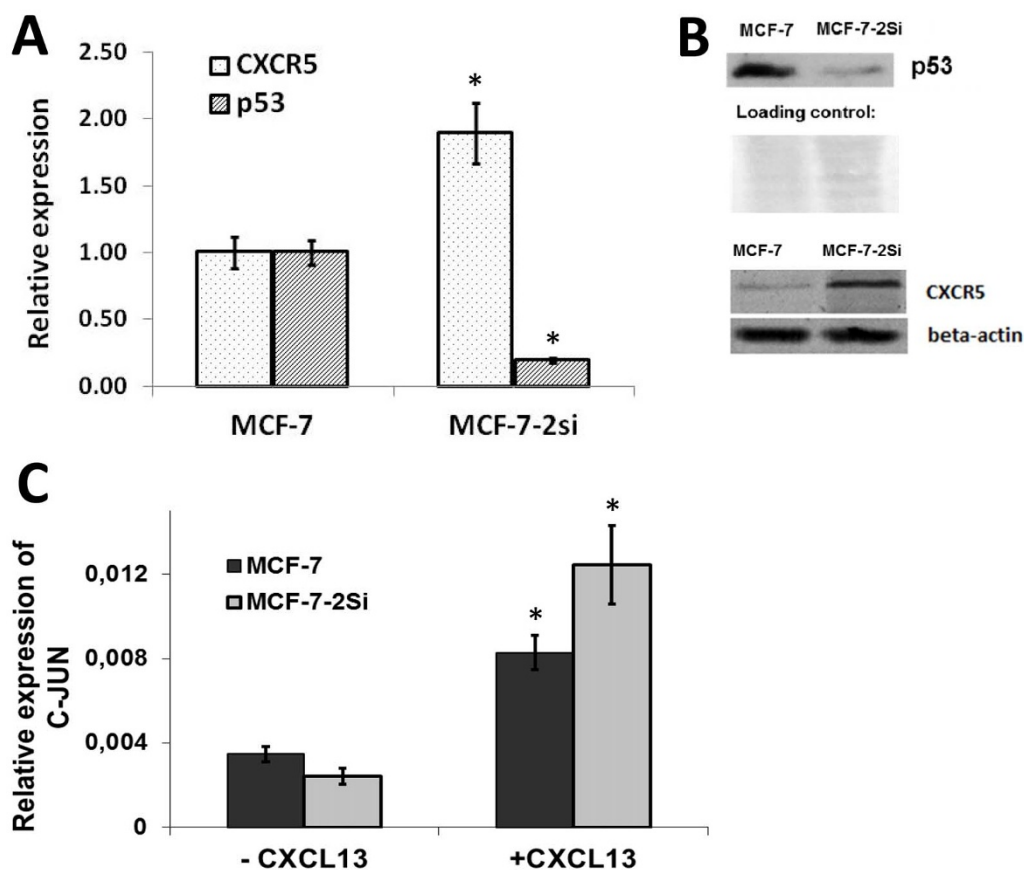 A
Relative expression
2.50
2.00
1.50
1.00
0.50
0.00
CXCR5
p53
*
*
MCF-7
MCF-7-2si
B
MCF-7 MCF-7-2Si
p53
Loading control:
MCF-7 MCF-7-2Si
CXCR5
beta-actin
C
Relative expression of
C-JUN
0,012
0,008
0,004
0
MCF-7
MCF-7-2Si
*
*
- CXCL13
+CXCL13